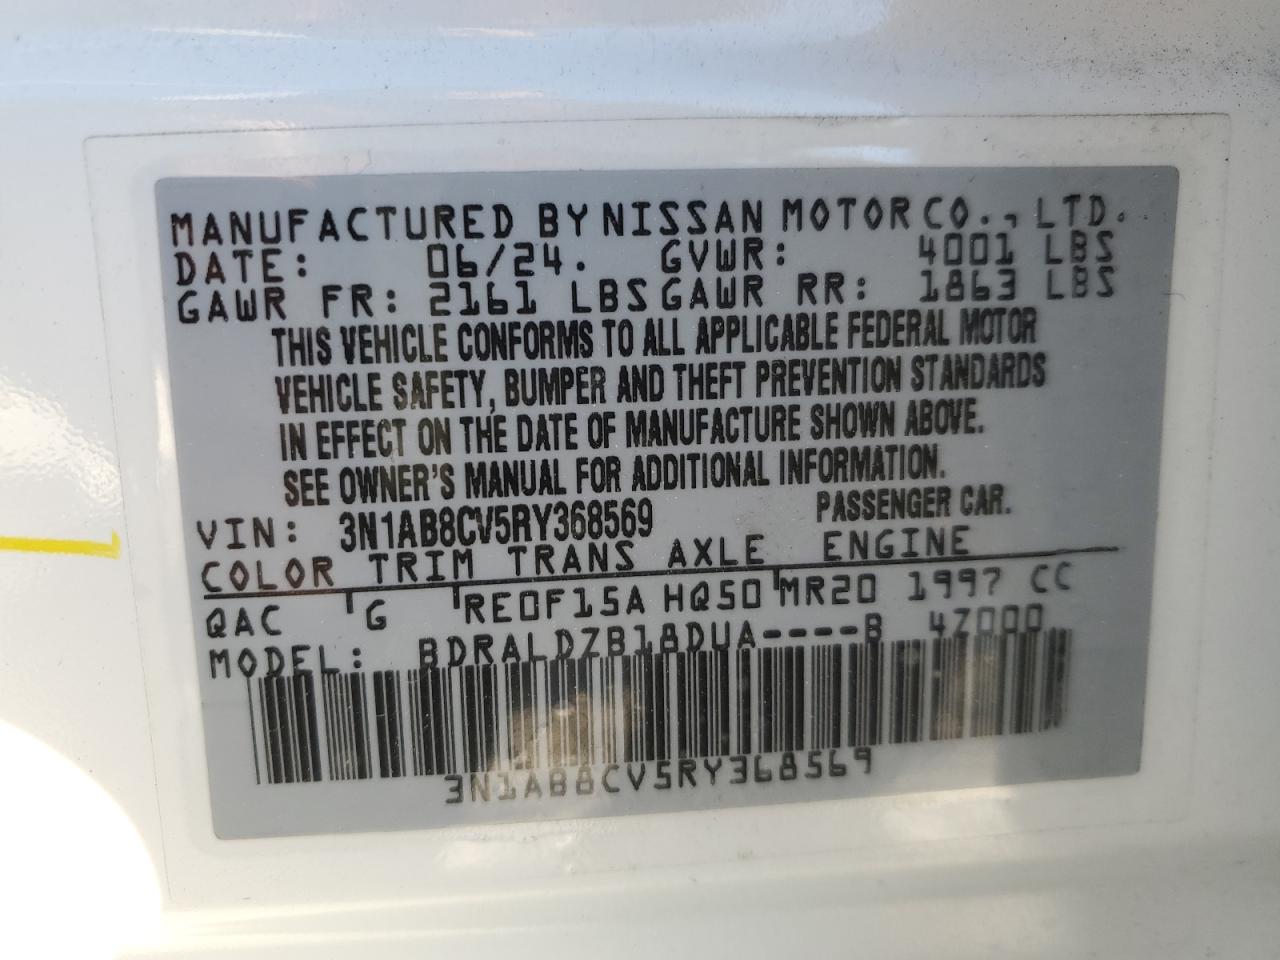 MANUFACTURED BY NISSAN MOTOR CO., LTD.
DATE: 06/24. GVWR: 4001 LBS
GAWR FR: 2161 LBS GAWR RR: 1863 LBS
THIS VEHICLE CONFORMS TO ALL APPLICABLE FEDERAL MOTOR
VEHICLE SAFETY, BUMPER AND THEFT PREVENTION STANDARDS
IN EFFECT ON THE DATE OF MANUFACTURE SHOWN ABOVE.
SEE OWNER'S MANUAL FOR ADDITIONAL INFORMATION.
VIN: 3N1AB8CV5RY368569 PASSENGER CAR.
COLOR TRIM TRANS AXLE ENGINE
QAC G RE0F15A HQ50 MR20 1997 CC
MODEL: BDRALDZB18DUA----B 4Z000
3N1AB8CV5RY368569